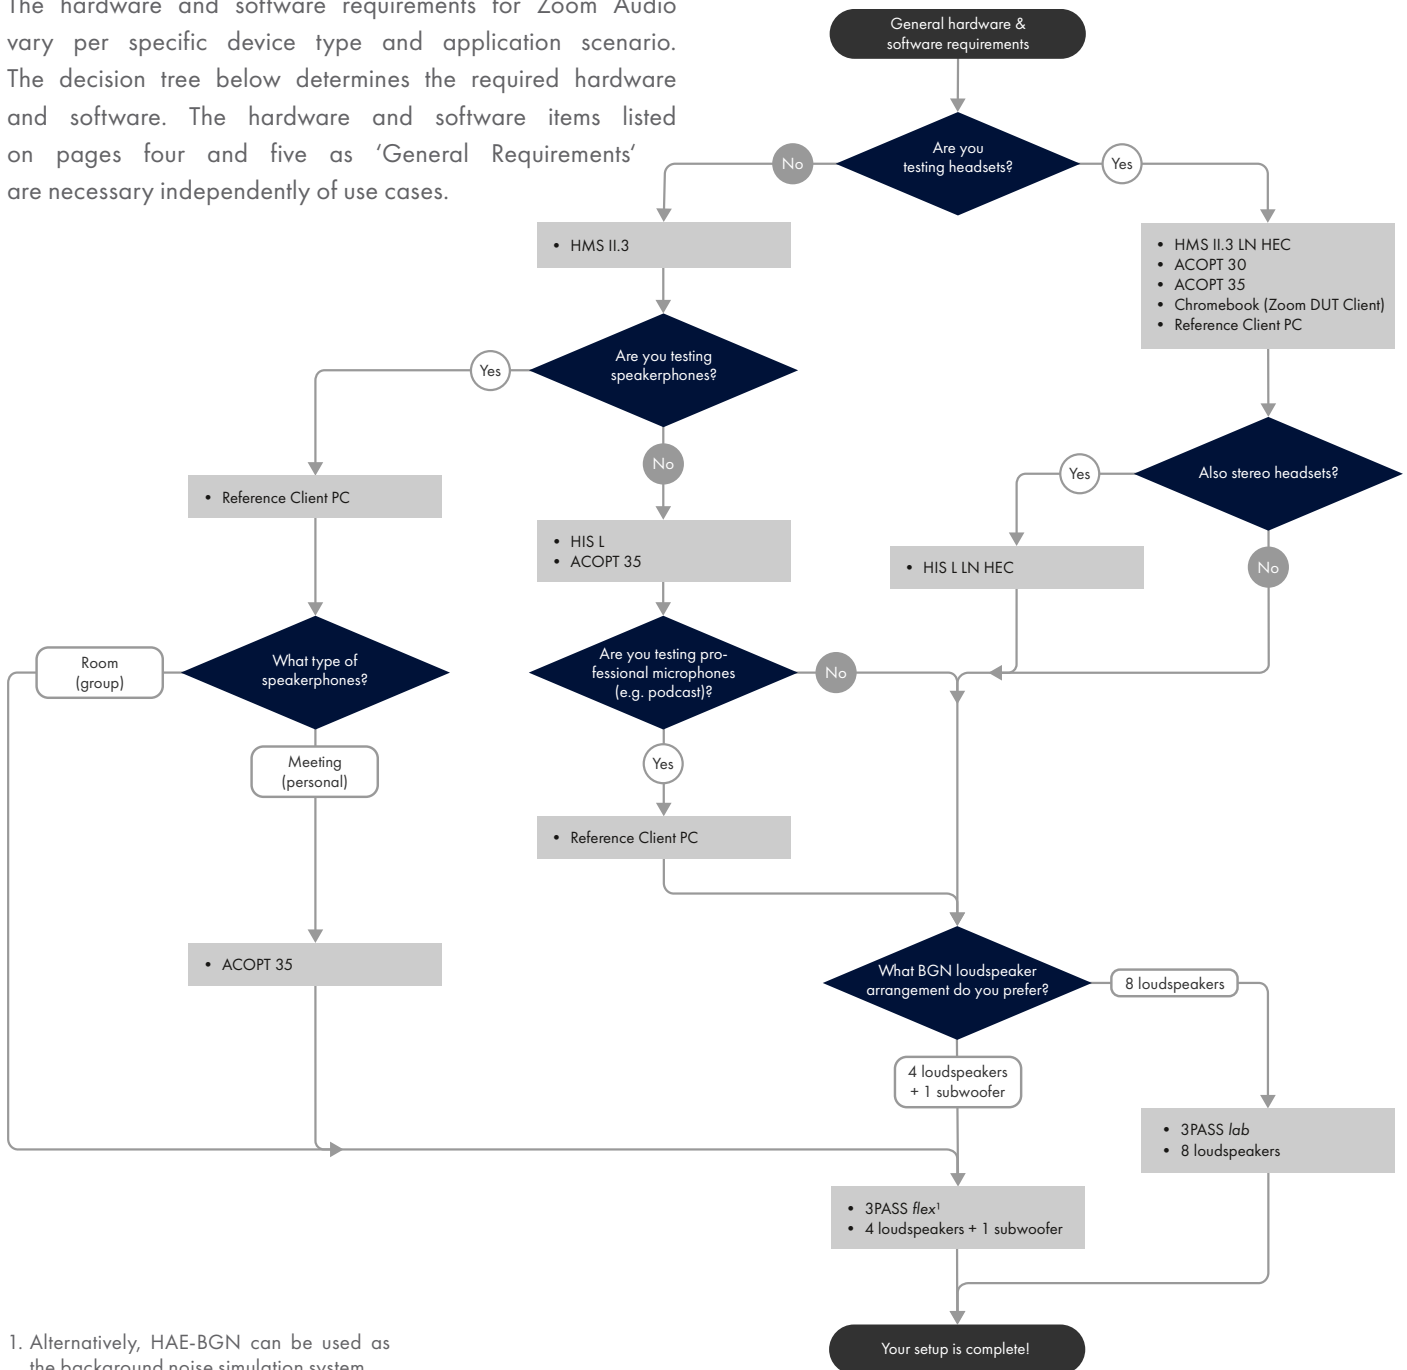 The hardware and software requirements for Zoom Audio
vary per specific device type and application scenario.
The decision tree below determines the required hardware
and software. The hardware and software items listed
on pages four and five as ‘General Requirements‘
are necessary independently of use cases.
General hardware &
software requirements
Are you
testing headsets?
No
Yes
• HMS II.3
• HMS II.3 LN HEC
• ACOPT 30
• ACOPT 35
• Chromebook (Zoom DUT Client)
• Reference Client PC
Are you testing
speakerphones?
Yes
No
Also stereo headsets?
Yes
No
• Reference Client PC
• HIS L
• ACOPT 35
• HIS L LN HEC
What type of
speakerphones?
Room
(group)
Meeting
(personal)
Are you testing pro-
fessional microphones
(e.g. podcast)?
No
Yes
• Reference Client PC
• ACOPT 35
What BGN loudspeaker
arrangement do you prefer?
8 loudspeakers
4 loudspeakers
+ 1 subwoofer
• 3PASS lab
• 8 loudspeakers
• 3PASS flex¹
• 4 loudspeakers + 1 subwoofer
Your setup is complete!
1. Alternatively, HAE-BGN can be used as
the background noise simulation system